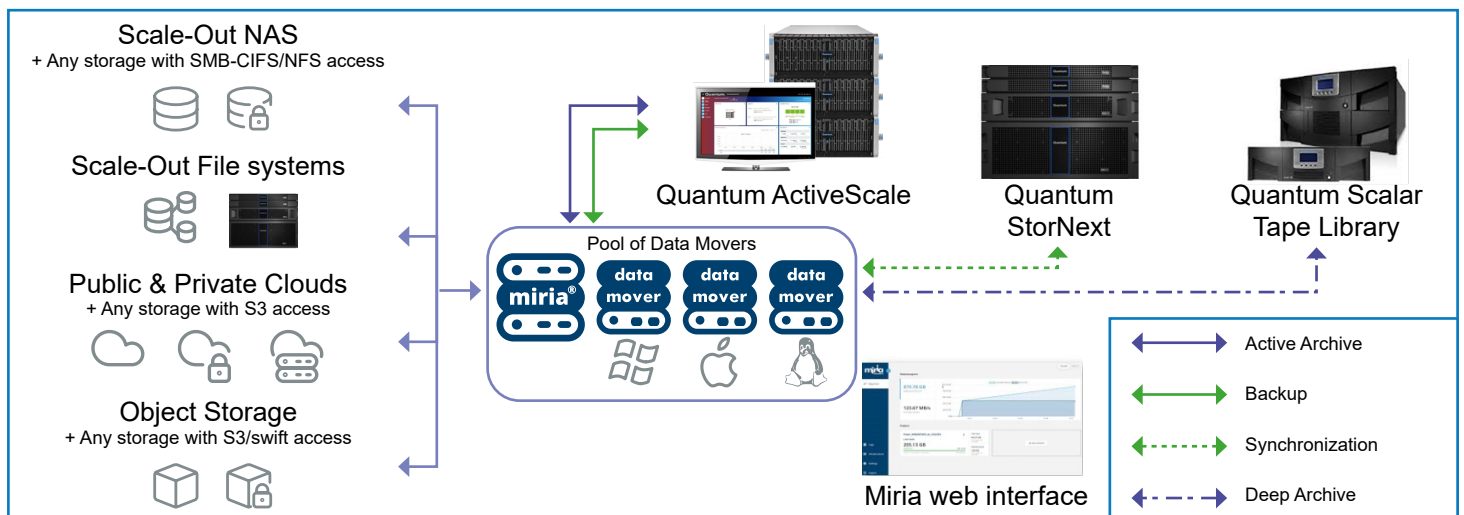 Scale-Out NAS
+ Any storage with SMB-CIFS/NFS access
Scale-Out File systems
Public & Private Clouds
+ Any storage with S3 access
Object Storage
+ Any storage with S3/swift access
Quantum
Quantum ActiveScale
Quantum
StorNext
Quantum Scalar
Tape Library
Pool of Data Movers
miria®
data
mover
data
mover
data
mover
miria
Miria web interface
Active Archive
Backup
Synchronization
Deep Archive